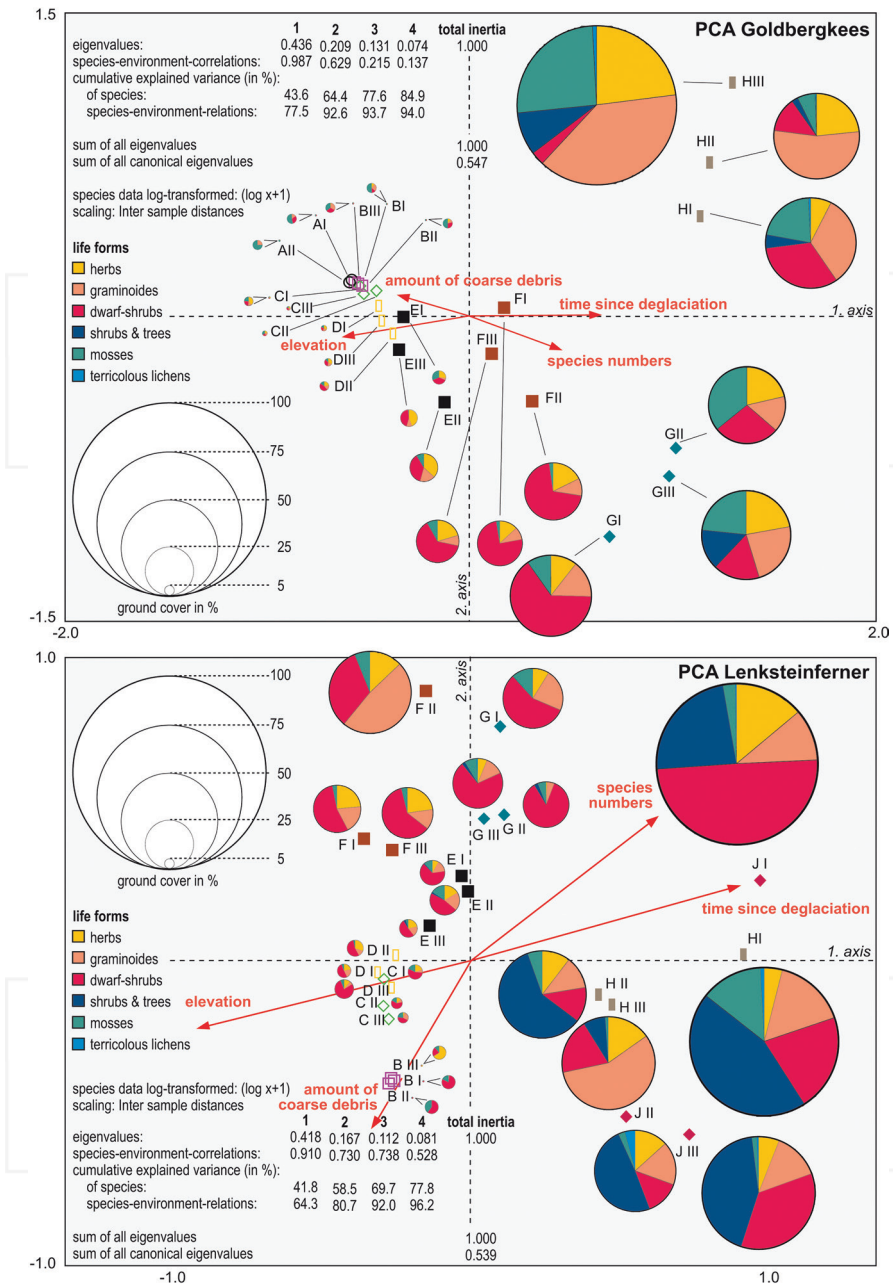 1.5
PCA Goldbergkees
1 2 3 4 total inertia
eigenvalues: 0.436 0.209 0.131 0.074 1.000
species-environment-correlations: 0.987 0.629 0.215 0.137
cumulative explained variance (in %):
of species: 43.6 64.4 77.6 84.9
species-environment-relations: 77.5 92.6 93.7 94.0
sum of all eigenvalues 1.000
sum of all canonical eigenvalues 0.547
species data log-transformed: (log x+1)
scaling: Inter sample distances
HIII
HII
HI
BI
BIII
AI
BII
AII
life forms
herbs
graminoides
dwarf-shrubs
shrubs & trees
mosses
terricolous lichens
amount of coarse debris
time since deglaciation
1. axis
elevation
species numbers
CI
CIII
CII
DI
DIII
DII
EI
EIII
EII
FI
FIII
FII
GII
GIII
GI
100
75
50
25
5
ground cover in %
2. axis
-1.5
-2.0
2.0
1.0
PCA Lenksteinferner
2. axis
100
75
50
25
5
ground cover in %
F II
G I
species
numbers
F I
F III
G III
G II
E I
E II
E III
J I
time since deglaciation
1. axis
HI
life forms
herbs
graminoides
dwarf-shrubs
shrubs & trees
mosses
terricolous lichens
D II
D I
C I
D III
C II
C III
elevation
H II
H III
B III
B I
B II
J II
J III
species data log-transformed: (log x+1)
scaling: Inter sample distances
amount of
coarse debris
1 2 3 4 total inertia
eigenvalues: 0.418 0.167 0.112 0.081 1.000
species-environment-correlations: 0.910 0.730 0.738 0.528
cumulative explained variance (in %):
of species: 41.8 58.5 69.7 77.8
species-environment-relations: 64.3 80.7 92.0 96.2
sum of all eigenvalues 1.000
sum of all canonical eigenvalues 0.539
-1.0
-1.0
1.0